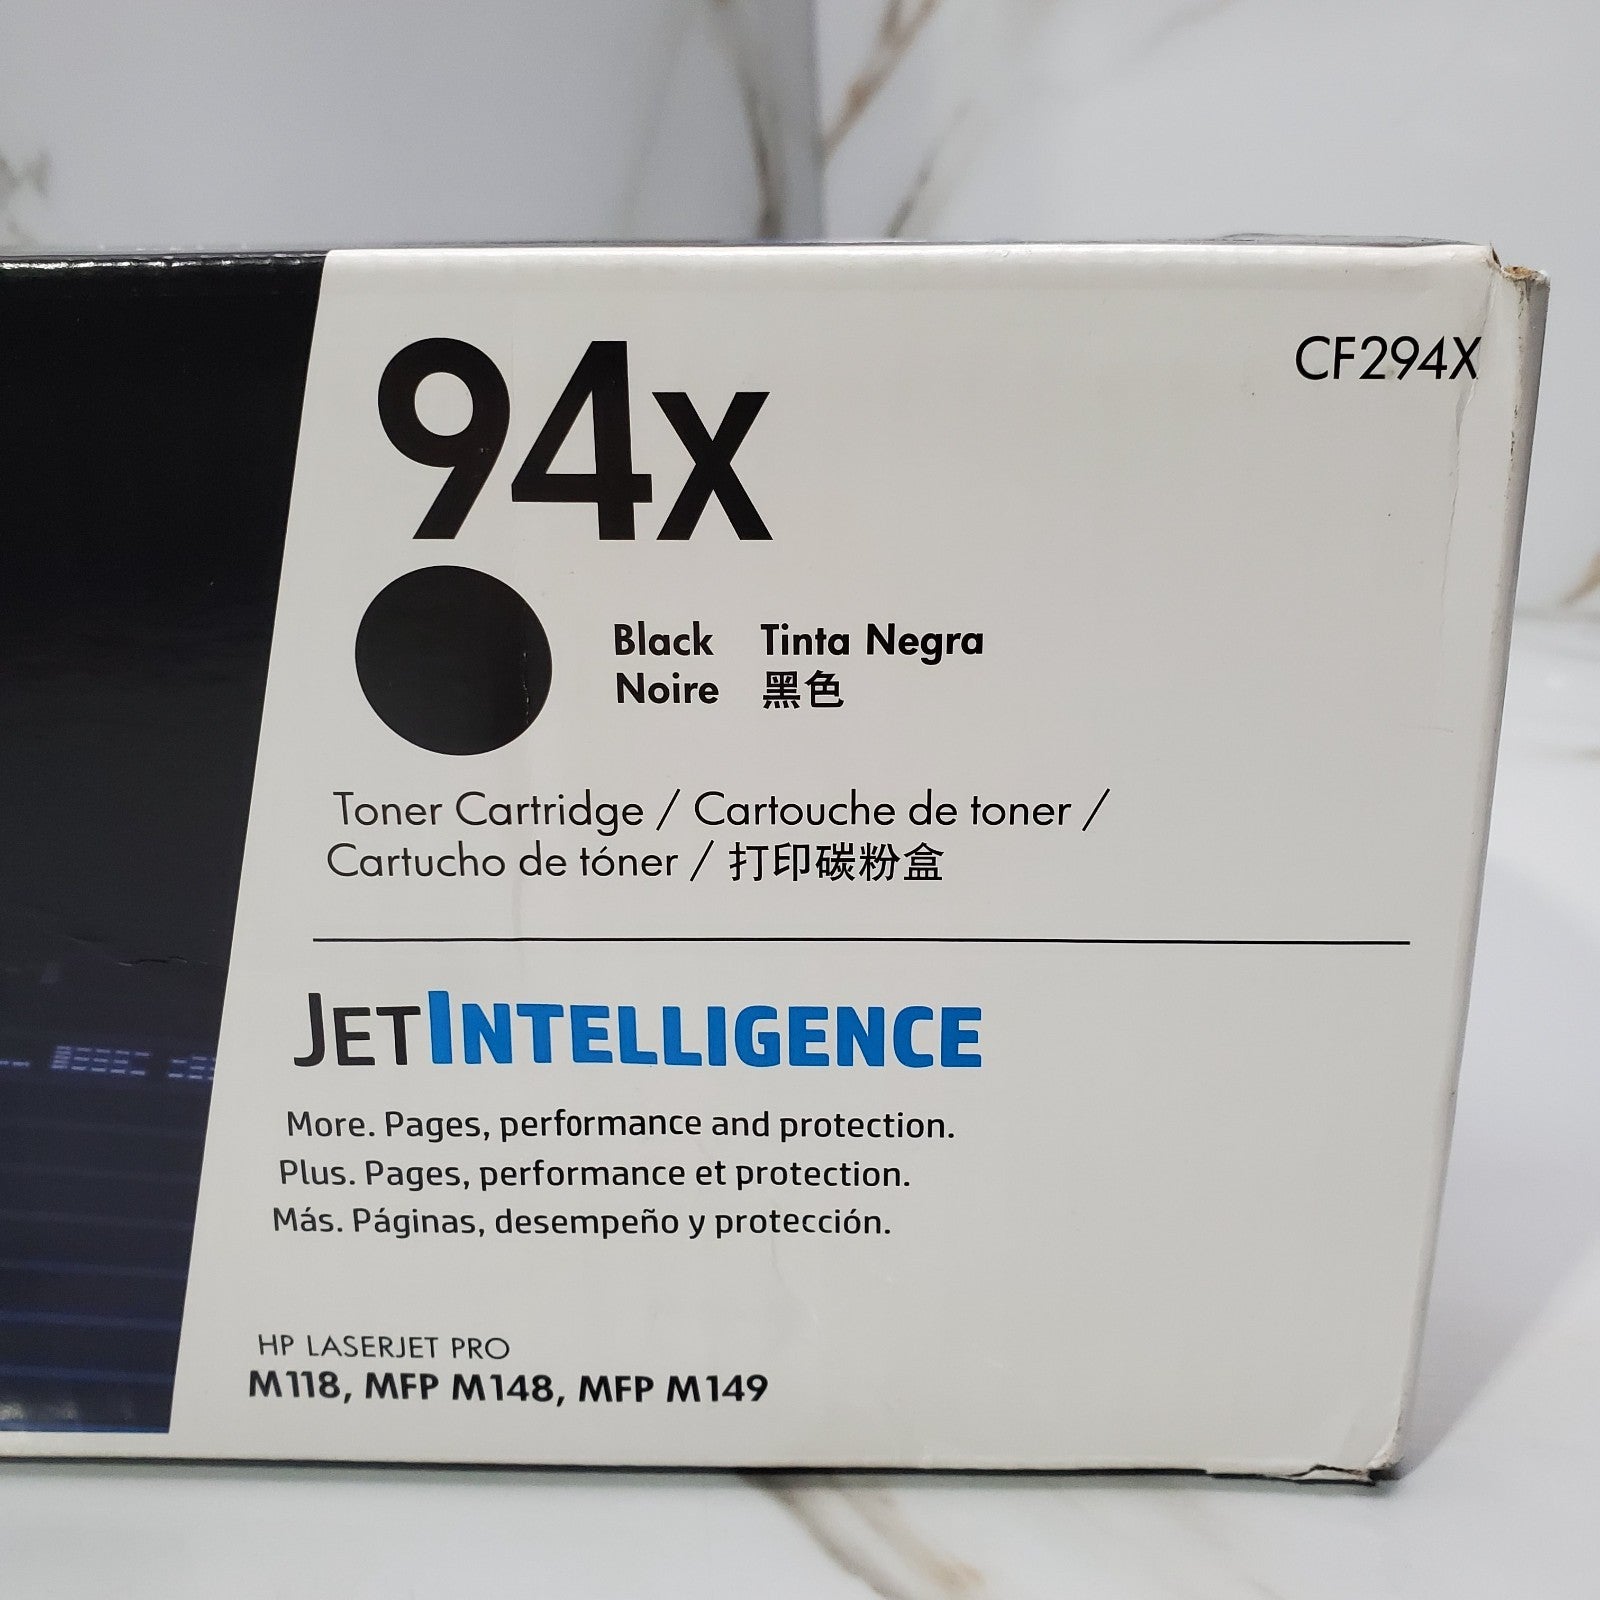 94X
CF294X
Black Tinta Negra
Noire 黑色
Toner Cartridge / Cartouche de toner /
Cartucho de tóner / 打印碳粉盒
JETINTELLIGENCE
More. Pages, performance and protection.
Plus. Pages, performance et protection.
Más. Páginas, desempeño y protección.
HP LASERJET PRO
M118, MFP M148, MFP M149